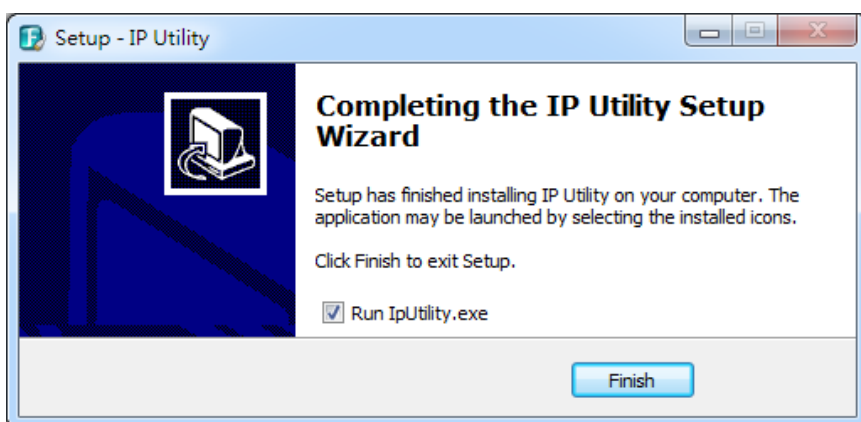 Setup - IP Utility
Completing the IP Utility Setup
Wizard
Setup has finished installing IP Utility on your computer. The
application may be launched by selecting the installed icons.
Click Finish to exit Setup.
Run IpUtility.exe
Finish